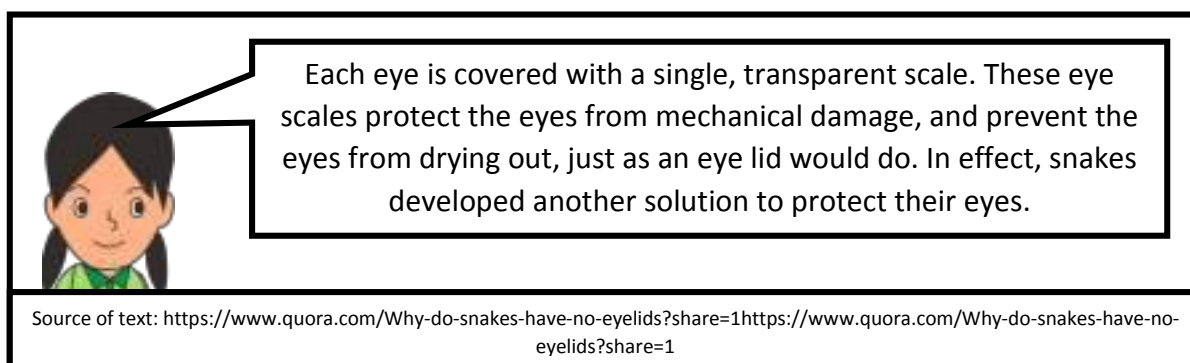 Each eye is covered with a single, transparent scale. These eye
scales protect the eyes from mechanical damage, and prevent the
eyes from drying out, just as an eye lid would do. In effect, snakes
developed another solution to protect their eyes.
Source of text: https://www.quora.com/Why-do-snakes-have-no-eyelids?share=1https://www.quora.com/Why-do-snakes-have-no-
eyelids?share=1